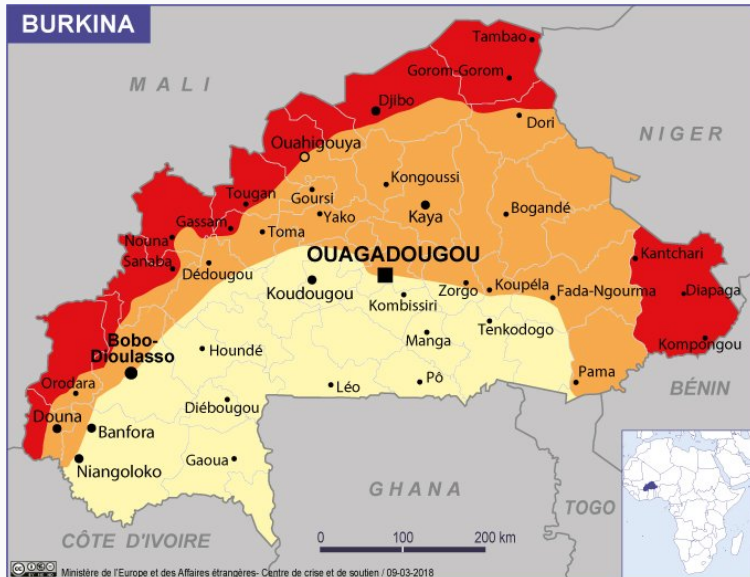 BURKINA
Tambao
MALI
Gorom-Gorom
Djibo
Dori
NIGER
Ouahigouya
Kongoussi
Goursi
Tougan
Yako
Kaya
Bogandé
Gassam
Toma
Nouna
OUAGADOUGOU
Kantchari
Sanaba
Dédougou
Koudougou
Zorgo
Koupéla
Fada-Ngourma
Diapaga
Kombissiri
Tenkodogo
Bobo-
Dioulasso
Houndé
Manga
Kompongou
Orodara
Léo
Pô
Pama
BÉNIN
Diébougou
Douna
Banfora
Niangoloko
Gaoua
GHANA
TOGO
CÔTE D'IVOIRE
0 100 200 km
Ministère de l'Europe et des Affaires étrangères- Centre de crise et de soutien / 09-03-2018